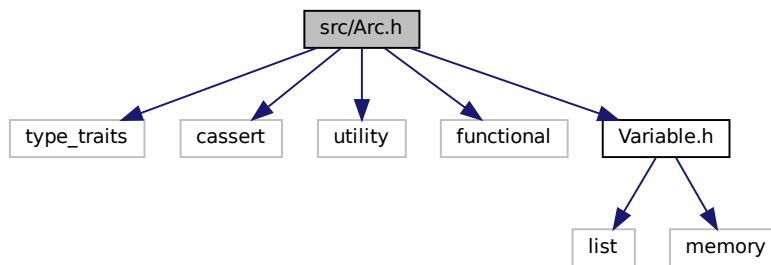 src/Arc.h
type_traits
cassert
utility
functional
Variable.h
list
memory